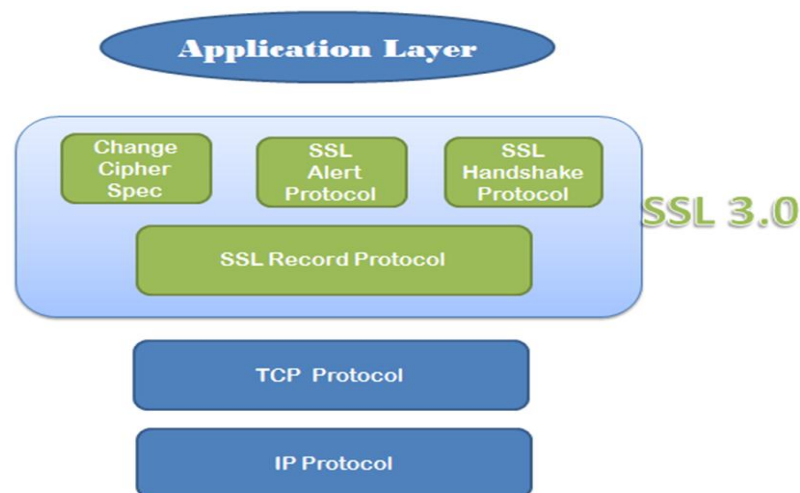 Application Layer
Change
Cipher
Spec
SSL
Alert
Protocol
SSL
Handshake
Protocol
SSL 3.0
SSL Record Protocol
TCP Protocol
IP Protocol